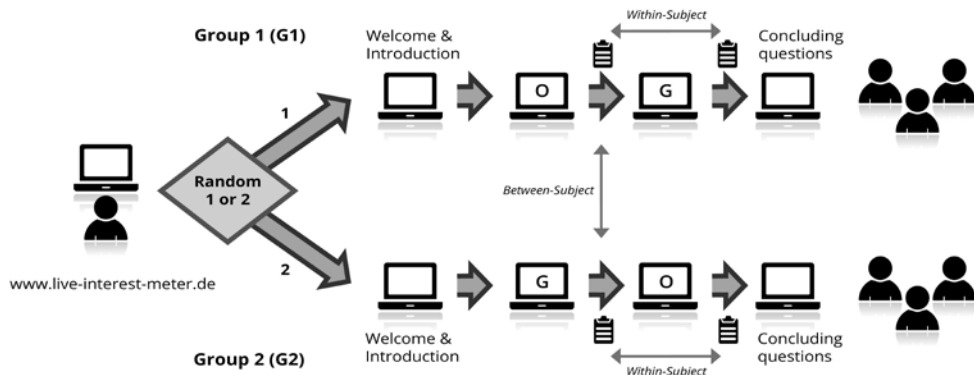 Group 1 (G1)
Welcome &
Introduction
Within-Subject
Concluding
questions
O
G
1
Random
1 or 2
Between-Subject
www.live-interest-meter.de
2
G
O
Welcome &
Introduction
Concluding
questions
Group 2 (G2)
Within-Subject